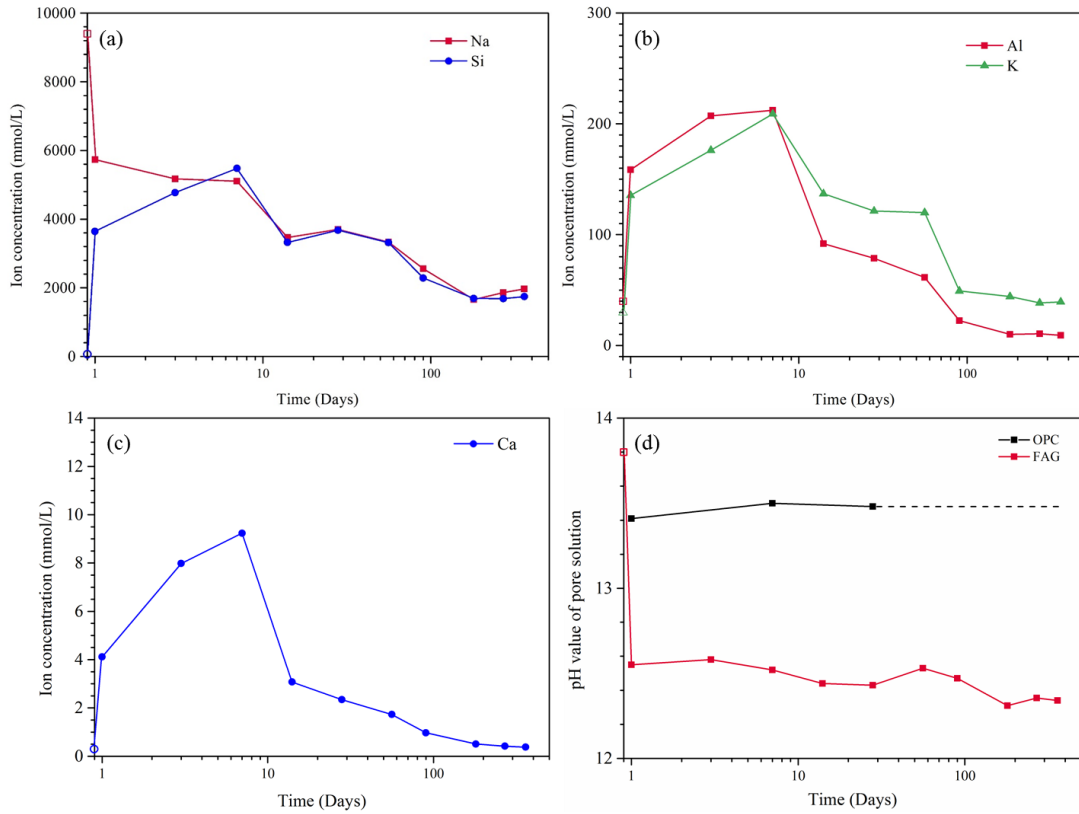 (a)
Na
Si
10000
8000
6000
4000
2000
0
1
10
100
Ion concentration (mmol/L)
Time (Days)
(b)
Al
K
300
200
100
0
1
10
100
Ion concentration (mmol/L)
Time (Days)
(c)
Ca
14
12
10
8
6
4
2
0
1
10
100
Ion concentration (mmol/L)
Time (Days)
(d)
OPC
FAG
14
13
12
1
10
100
pH value of pore solution
Time (Days)